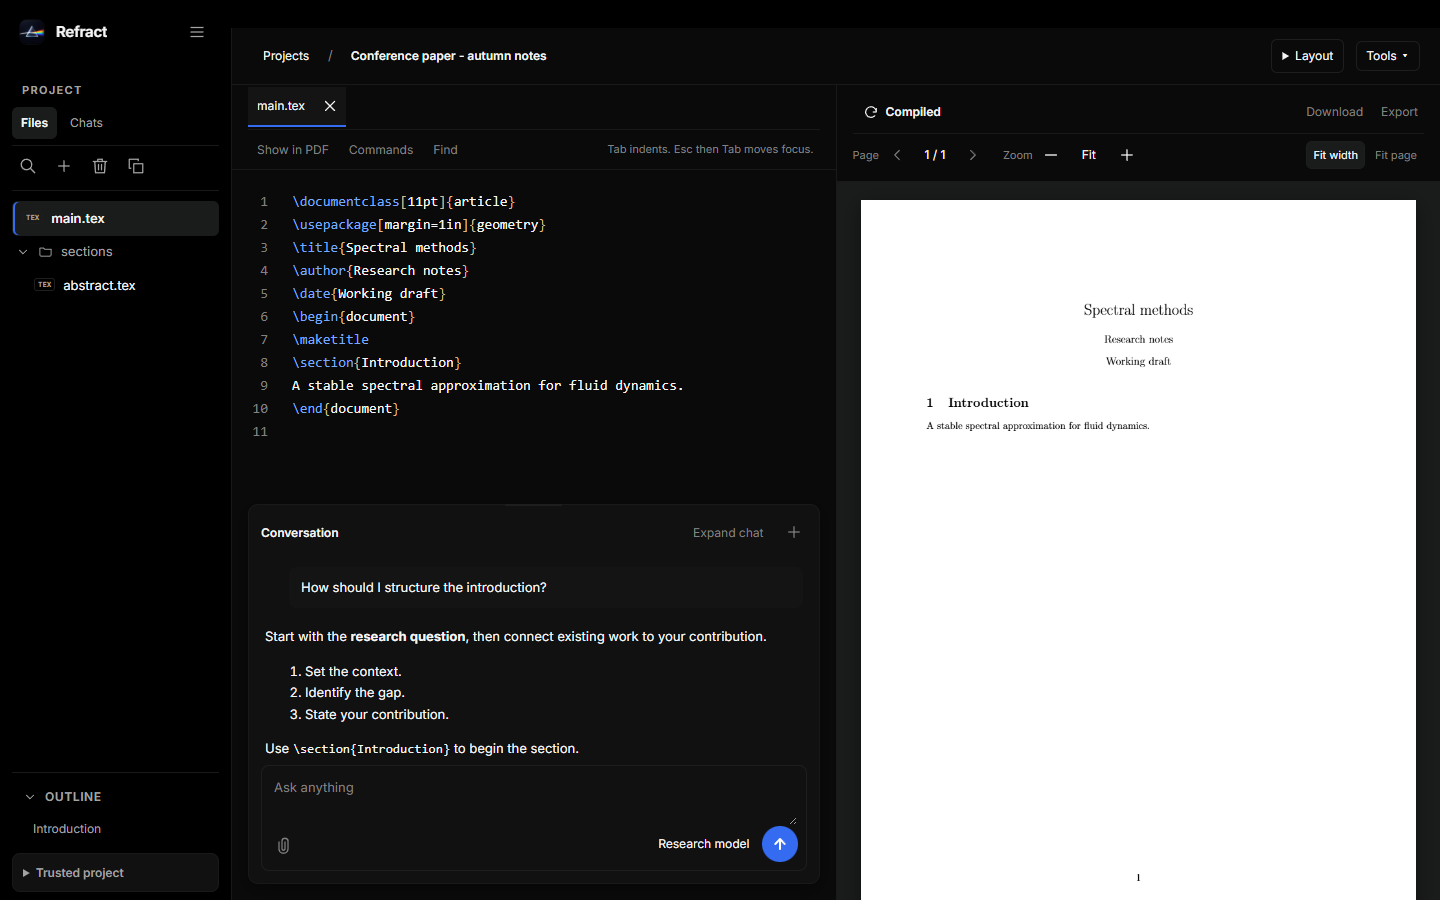 Refract
PROJECT
Files Chats
TEX main.tex
sections
TEX abstract.tex
OUTLINE
Introduction
Trusted project
Projects / Conference paper - autumn notes
Layout Tools
main.tex
Show in PDF Commands Find Tab indents. Esc then Tab moves focus.
1 \documentclass[11pt]{article}
2 \usepackage[margin=1in]{geometry}
3 \title{Spectral methods}
4 \author{Research notes}
5 \date{Working draft}
6 \begin{document}
7 \maketitle
8 \section{Introduction}
9 A stable spectral approximation for fluid dynamics.
10 \end{document}
11
Conversation Expand chat
How should I structure the introduction?
Start with the research question, then connect existing work to your contribution.
1. Set the context.
2. Identify the gap.
3. State your contribution.
Use \section{Introduction} to begin the section.
Ask anything
Research model
Compiled Download Export
Page 1 / 1 Zoom Fit Fit width Fit page
Spectral methods
Research notes
Working draft
1 Introduction
A stable spectral approximation for fluid dynamics.
1